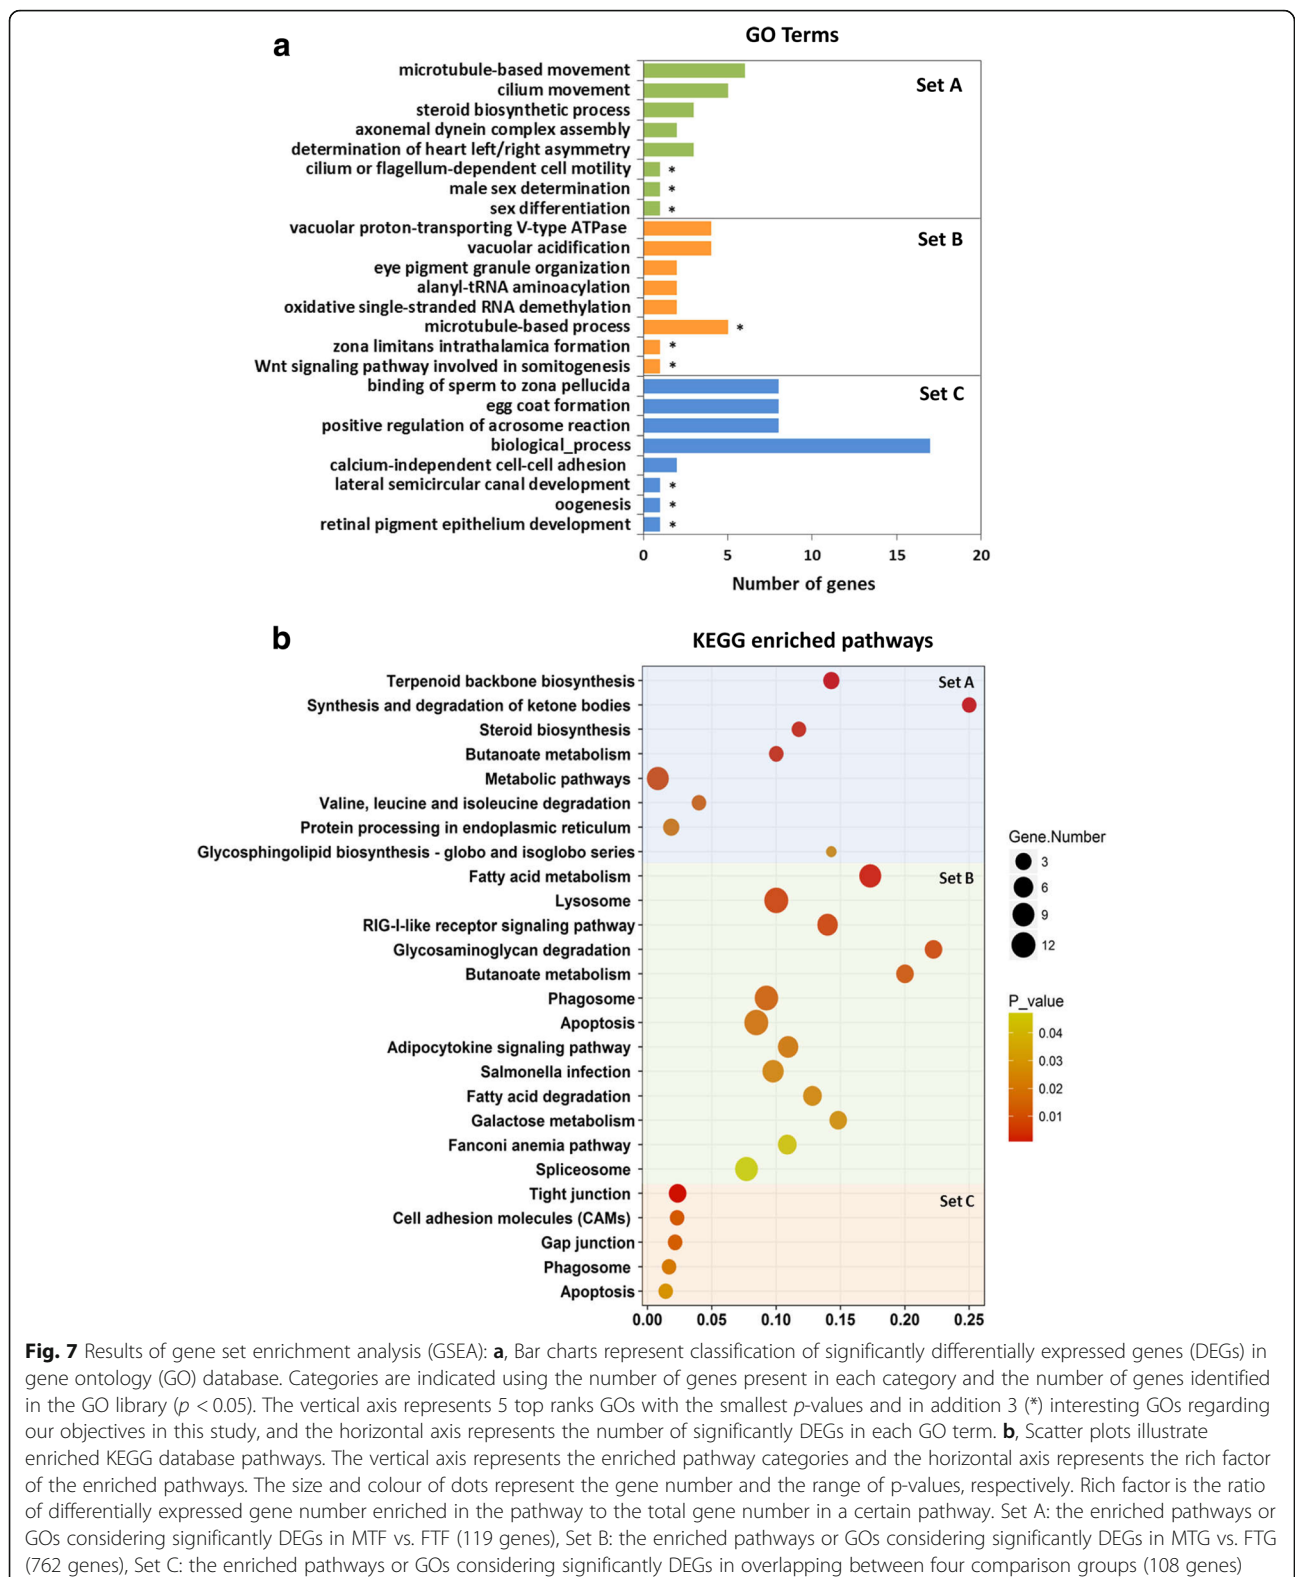 a
GO Terms
microtubule-based movement
Set A
cilium movement
steroid biosynthetic process
axonemal dynein complex assembly
determination of heart left/right asymmetry
cilium or flagellum-dependent cell motility *
male sex determination *
sex differentiation *
vacuolar proton-transporting V-type ATPase
Set B
vacuolar acidification
eye pigment granule organization
alanyl-tRNA aminoacylation
oxidative single-stranded RNA demethylation
microtubule-based process *
zona limitans intrathalamica formation *
Wnt signaling pathway involved in somitogenesis *
binding of sperm to zona pellucida
Set C
egg coat formation
positive regulation of acrosome reaction
biological_process
calcium-independent cell-cell adhesion
lateral semicircular canal development *
oogenesis *
retinal pigment epithelium development *
0 5 10 15 20
Number of genes
b
KEGG enriched pathways
Terpenoid backbone biosynthesis
Set A
Synthesis and degradation of ketone bodies
Steroid biosynthesis
Butanoate metabolism
Metabolic pathways
Valine, leucine and isoleucine degradation
Protein processing in endoplasmic reticulum
Glycosphingolipid biosynthesis - globo and isoglobo series
Fatty acid metabolism
Set B
Lysosome
RIG-I-like receptor signaling pathway
Glycosaminoglycan degradation
Butanoate metabolism
Phagosome
Apoptosis
Adipocytokine signaling pathway
Salmonella infection
Fatty acid degradation
Galactose metabolism
Fanconi anemia pathway
Spliceosome
Tight junction
Set C
Cell adhesion molecules (CAMs)
Gap junction
Phagosome
Apoptosis
0.00 0.05 0.10 0.15 0.20 0.25
Gene.Number
3
6
9
12
P_value
0.04
0.03
0.02
0.01
Fig. 7 Results of gene set enrichment analysis (GSEA): a, Bar charts represent classification of significantly differentially expressed genes (DEGs) in
gene ontology (GO) database. Categories are indicated using the number of genes present in each category and the number of genes identified
in the GO library (p < 0.05). The vertical axis represents 5 top ranks GOs with the smallest p-values and in addition 3 (*) interesting GOs regarding
our objectives in this study, and the horizontal axis represents the number of significantly DEGs in each GO term. b, Scatter plots illustrate
enriched KEGG database pathways. The vertical axis represents the enriched pathway categories and the horizontal axis represents the rich factor
of the enriched pathways. The size and colour of dots represent the gene number and the range of p-values, respectively. Rich factor is the ratio
of differentially expressed gene number enriched in the pathway to the total gene number in a certain pathway. Set A: the enriched pathways or
GOs considering significantly DEGs in MTF vs. FTF (119 genes), Set B: the enriched pathways or GOs considering significantly DEGs in MTG vs. FTG
(762 genes), Set C: the enriched pathways or GOs considering significantly DEGs in overlapping between four comparison groups (108 genes)